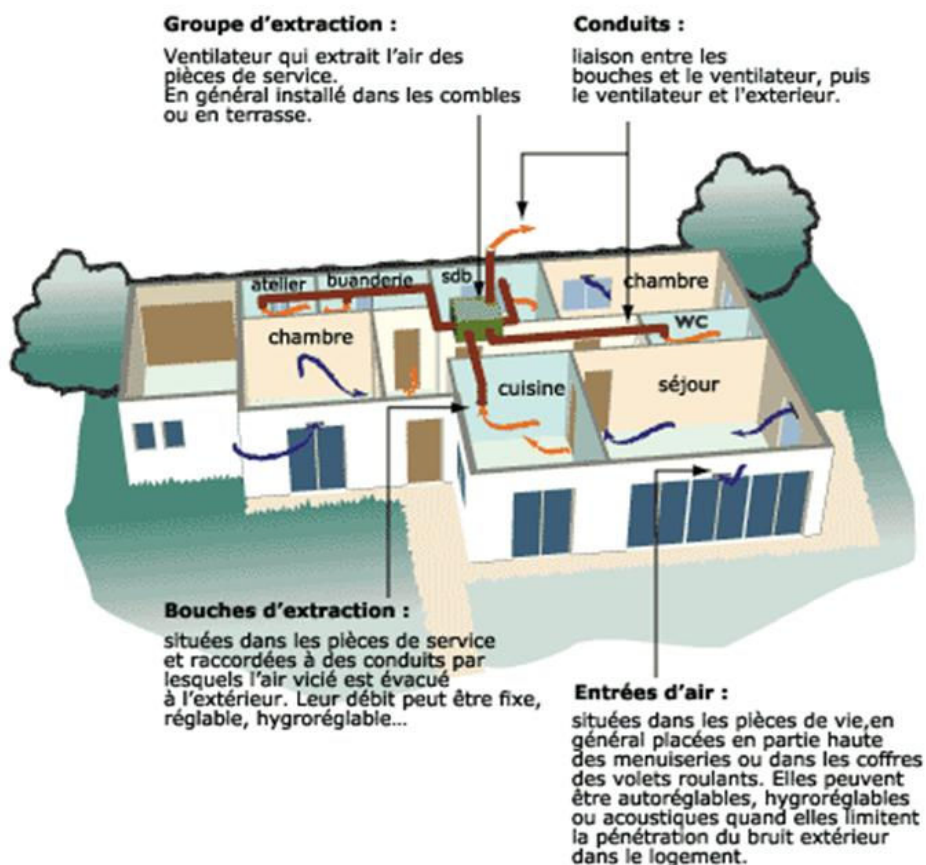 Groupe d'extraction :
Ventilateur qui extrait l'air des
pièces de service.
En général installé dans les combles
ou en terrasse.
Conduits :
liaison entre les
bouches et le ventilateur, puis
le ventilateur et l'exterieur.
atelier
buanderie
sdb
chambre
chambre
WC
cuisine
séjour
Bouches d'extraction :
situées dans les pièces de service
et raccordées à des conduits par
lesquels l'air vicié est évacué
à l'extérieur. Leur débit peut être fixe,
réglable, hygroréglable...
Entrées d'air :
situées dans les pièces de vie,en
général placées en partie haute
des menuiseries ou dans les coffres
des volets roulants. Elles peuvent
être autoréglables, hygroréglables
ou acoustiques quand elles limitent
la pénétration du bruit extérieur
dans le logement.